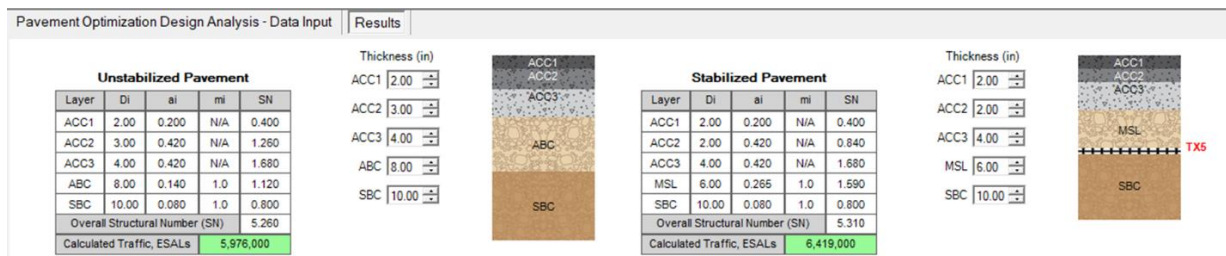 Pavement Optimization Design Analysis - Data Input Results
Unstabilized Pavement
Layer Di ai mi SN
ACC1 2.00 0.200 N/A 0.400
ACC2 3.00 0.420 N/A 1.260
ACC3 4.00 0.420 N/A 1.680
ABC 8.00 0.140 1.0 1.120
SBC 10.00 0.080 1.0 0.800
Overall Structural Number (SN) 5.260
Calculated Traffic, ESALs 5,976,000
Thickness (in)
ACC1 2.00
ACC2 3.00
ACC3 4.00
ABC 8.00
SBC 10.00
ACC1
ACC2
ACC3
ABC
SBC
Stabilized Pavement
Layer Di ai mi SN
ACC1 2.00 0.200 N/A 0.400
ACC2 2.00 0.420 N/A 0.840
ACC3 4.00 0.420 N/A 1.680
MSL 6.00 0.265 1.0 1.590
SBC 10.00 0.080 1.0 0.800
Overall Structural Number (SN) 5.310
Calculated Traffic, ESALs 6,419,000
Thickness (in)
ACC1 2.00
ACC2 2.00
ACC3 4.00
MSL 6.00
SBC 10.00
ACC1
ACC2
ACC3
MSL
TX5
SBC